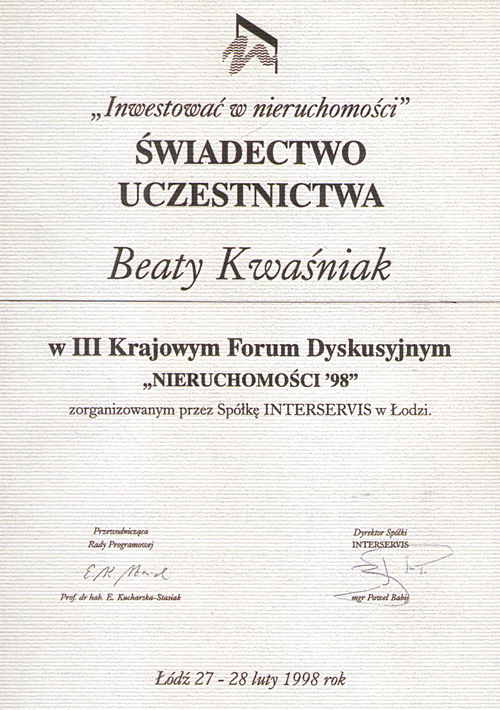 „Inwestować w nieruchomości”
ŚWIADECTWO
UCZESTNICTWA
Beaty Kwaśniak
w III Krajowym Forum Dyskusyjnym
„NIERUCHOMOŚCI ’98”
zorganizowanym przez Spółkę INTERSERVIS w Łodzi.
Przewodnicząca
Rady Programowej
Prof. dr hab. E. Kucharska-Stasiak
Dyrektor Spółki
INTERSERVIS
mgr Paweł Babij
Łódź 27 - 28 luty 1998 rok